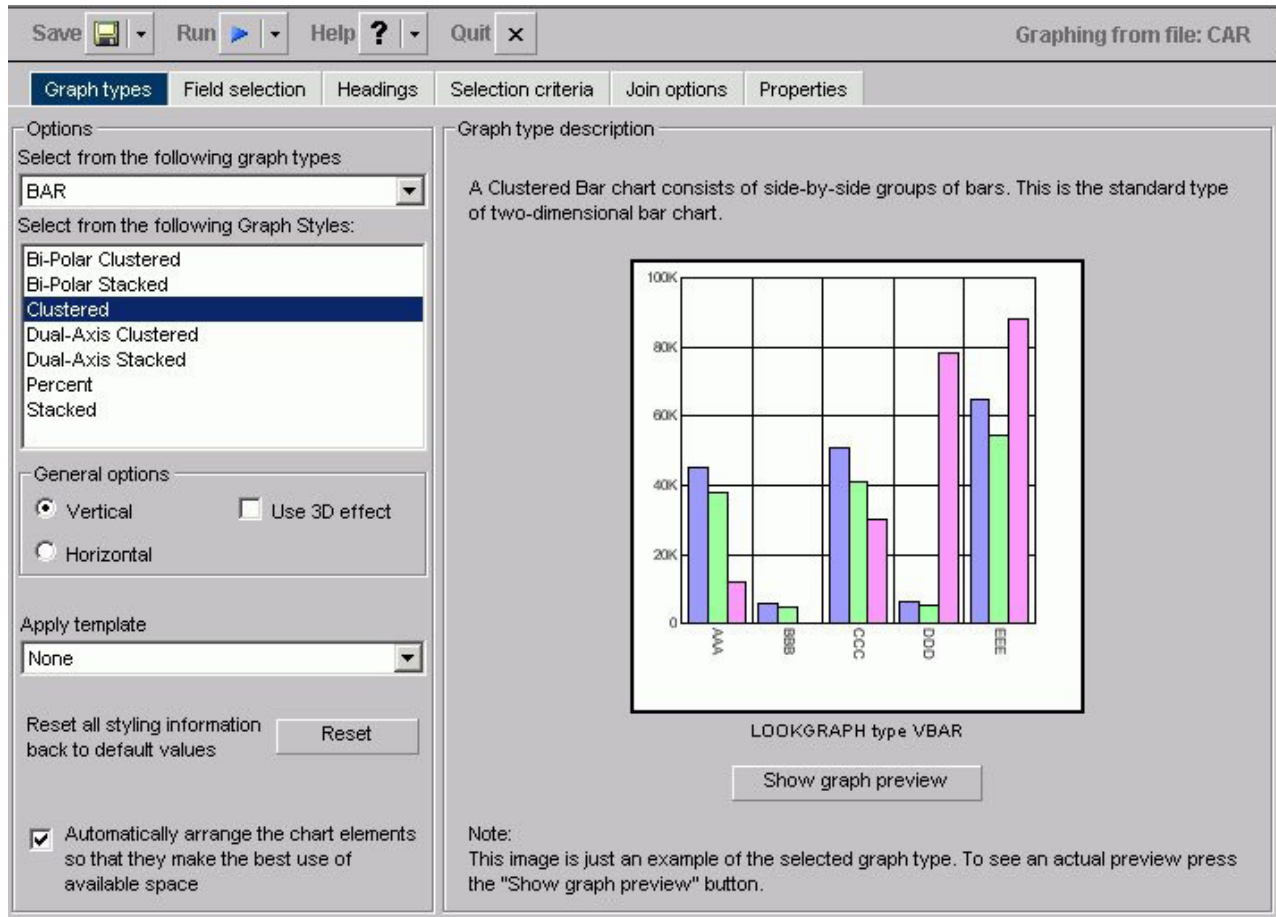 Save Run Help ? Quit × Graphing from file: CAR
Graph types Field selection Headings Selection criteria Join options Properties
Options
Select from the following graph types
BAR
Select from the following Graph Styles:
Bi-Polar Clustered
Bi-Polar Stacked
Clustered
Dual-Axis Clustered
Dual-Axis Stacked
Percent
Stacked
General options
Vertical Use 3D effect
Horizontal
Apply template
None
Reset all styling information
back to default values
Reset
Automatically arrange the chart elements
so that they make the best use of
available space
Graph type description
A Clustered Bar chart consists of side-by-side groups of bars. This is the standard type
of two-dimensional bar chart.
100K
80K
60K
40K
20K
0
AAA BBB CCC DDD EEE
LOOKGRAPH type VBAR
Show graph preview
Note:
This image is just an example of the selected graph type. To see an actual preview press
the "Show graph preview" button.